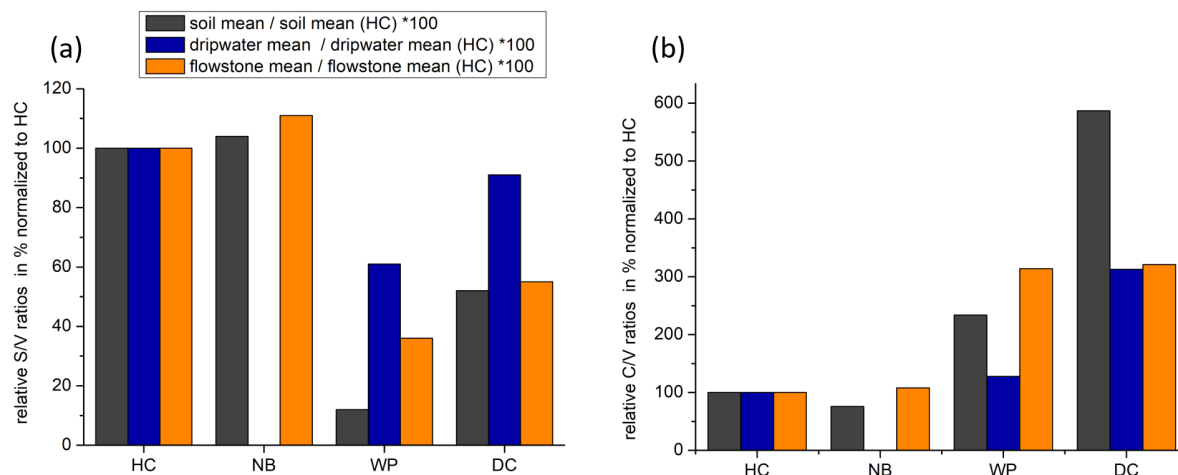 (a)
soil mean / soil mean (HC) *100
dripwater mean / dripwater mean (HC) *100
flowstone mean / flowstone mean (HC) *100
relative S/V ratios in % normalized to HC
120
100
80
60
40
20
0
HC NB WP DC
(b)
relative C/V ratios in % normalized to HC
600
500
400
300
200
100
0
HC NB WP DC